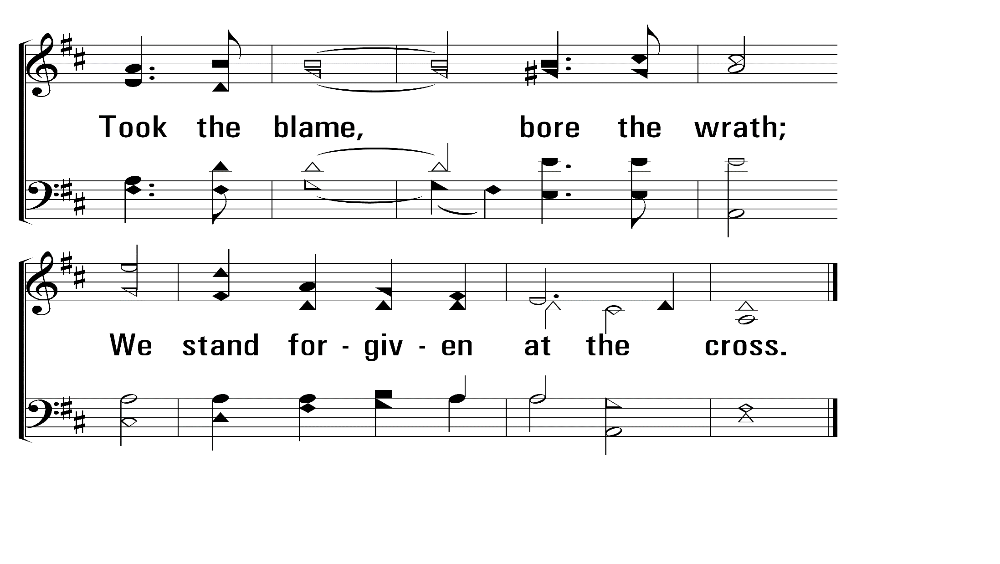 Took the blame, bore the wrath;
We stand for - giv - en at the cross.